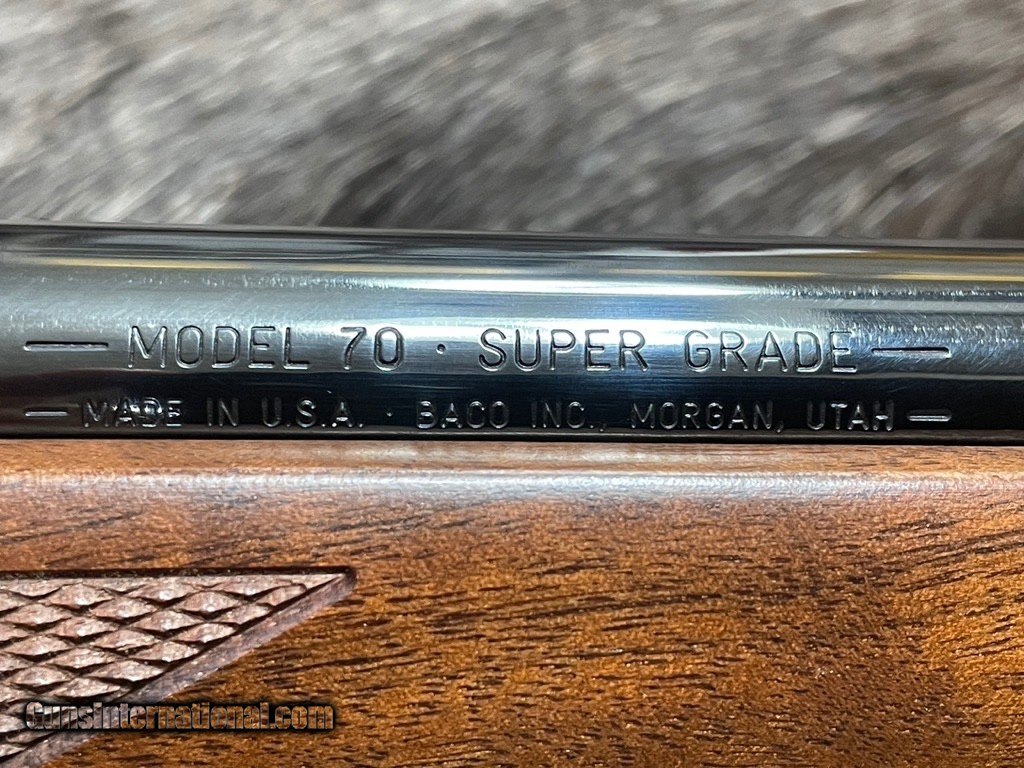 — MODEL 70 · SUPER GRADE —
— MADE IN U.S.A. · BACO INC., MORGAN, UTAH —
GunsInternational.com